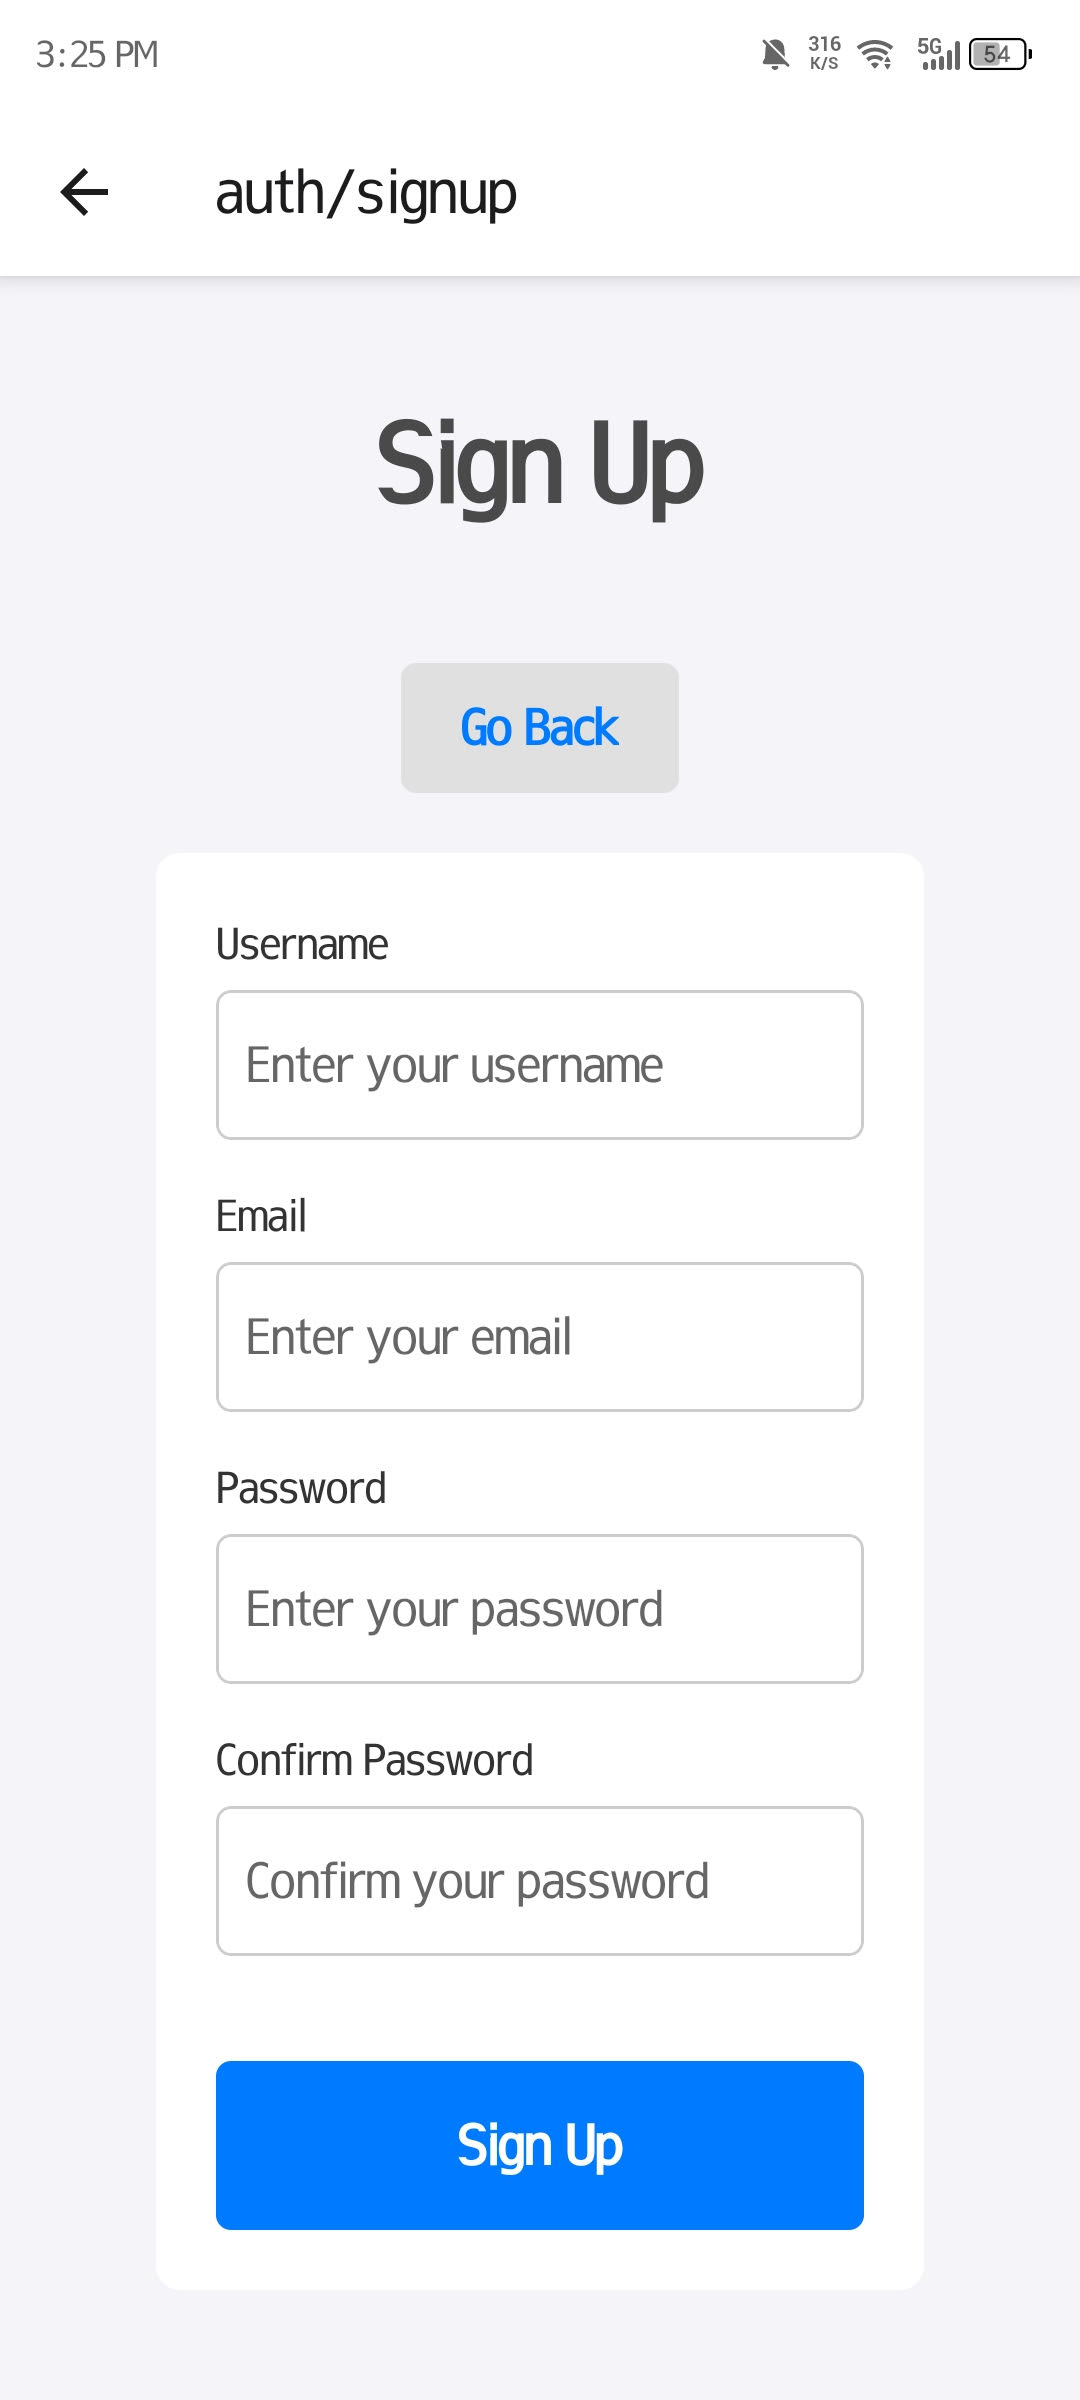 3:25 PM
316
K/S
5G
54
auth/signup
Sign Up
Go Back
Username
Enter your username
Email
Enter your email
Password
Enter your password
Confirm Password
Confirm your password
Sign Up